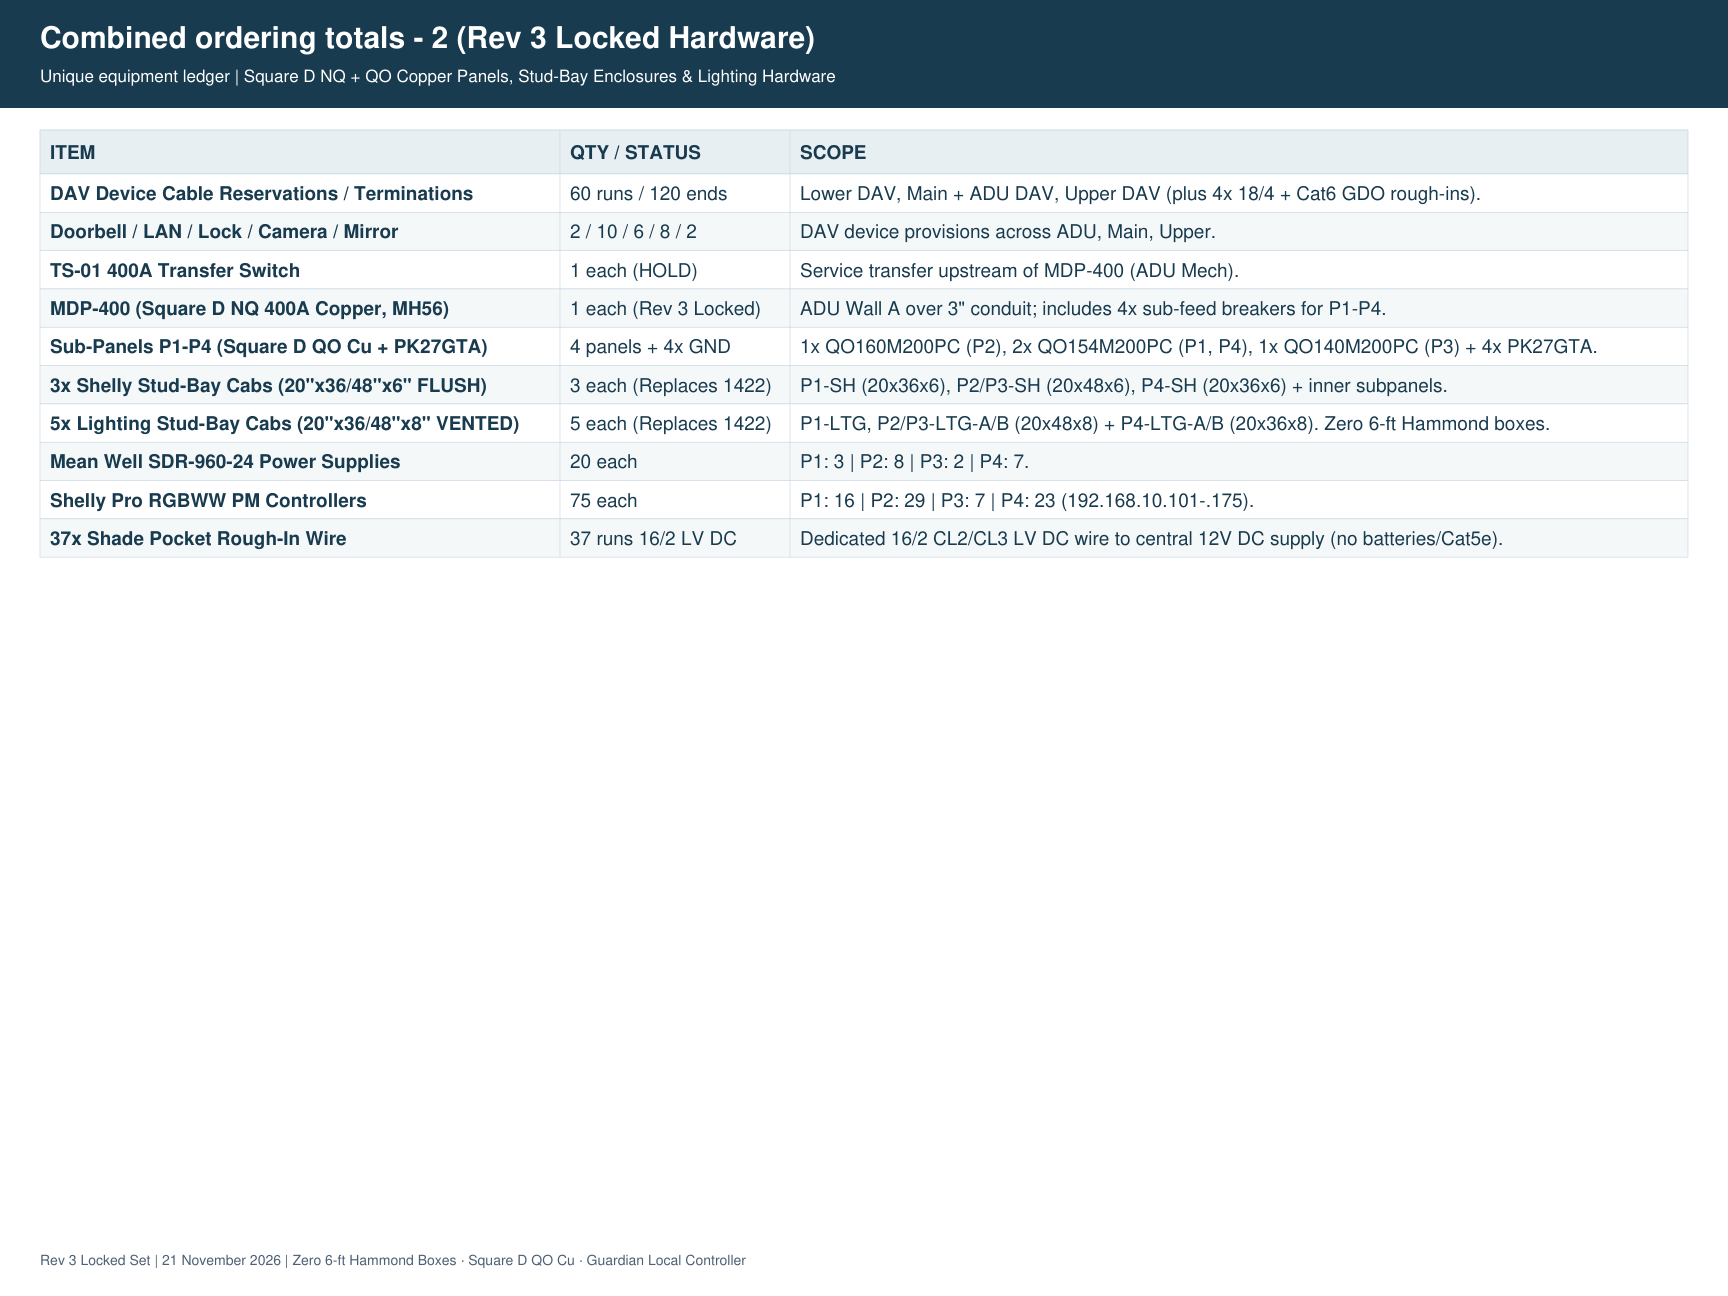 Combined ordering totals - 2 (Rev 3 Locked Hardware)
Unique equipment ledger | Square D NQ + QO Copper Panels, Stud-Bay Enclosures & Lighting Hardware
ITEM QTY / STATUS SCOPE
DAV Device Cable Reservations / Terminations 60 runs / 120 ends Lower DAV, Main + ADU DAV, Upper DAV (plus 4x 18/4 + Cat6 GDO rough-ins).
Doorbell / LAN / Lock / Camera / Mirror 2 / 10 / 6 / 8 / 2 DAV device provisions across ADU, Main, Upper.
TS-01 400A Transfer Switch 1 each (HOLD) Service transfer upstream of MDP-400 (ADU Mech).
MDP-400 (Square D NQ 400A Copper, MH56) 1 each (Rev 3 Locked) ADU Wall A over 3" conduit; includes 4x sub-feed breakers for P1-P4.
Sub-Panels P1-P4 (Square D QO Cu + PK27GTA) 4 panels + 4x GND 1x QO160M200PC (P2), 2x QO154M200PC (P1, P4), 1x QO140M200PC (P3) + 4x PK27GTA.
3x Shelly Stud-Bay Cabs (20"x36/48"x6" FLUSH) 3 each (Replaces 1422) P1-SH (20x36x6), P2/P3-SH (20x48x6), P4-SH (20x36x6) + inner subpanels.
5x Lighting Stud-Bay Cabs (20"x36/48"x8" VENTED) 5 each (Replaces 1422) P1-LTG, P2/P3-LTG-A/B (20x48x8) + P4-LTG-A/B (20x36x8). Zero 6-ft Hammond boxes.
Mean Well SDR-960-24 Power Supplies 20 each P1: 3 | P2: 8 | P3: 2 | P4: 7.
Shelly Pro RGBWW PM Controllers 75 each P1: 16 | P2: 29 | P3: 7 | P4: 23 (192.168.10.101-.175).
37x Shade Pocket Rough-In Wire 37 runs 16/2 LV DC Dedicated 16/2 CL2/CL3 LV DC wire to central 12V DC supply (no batteries/Cat5e).
Rev 3 Locked Set | 21 November 2026 | Zero 6-ft Hammond Boxes · Square D QO Cu · Guardian Local Controller